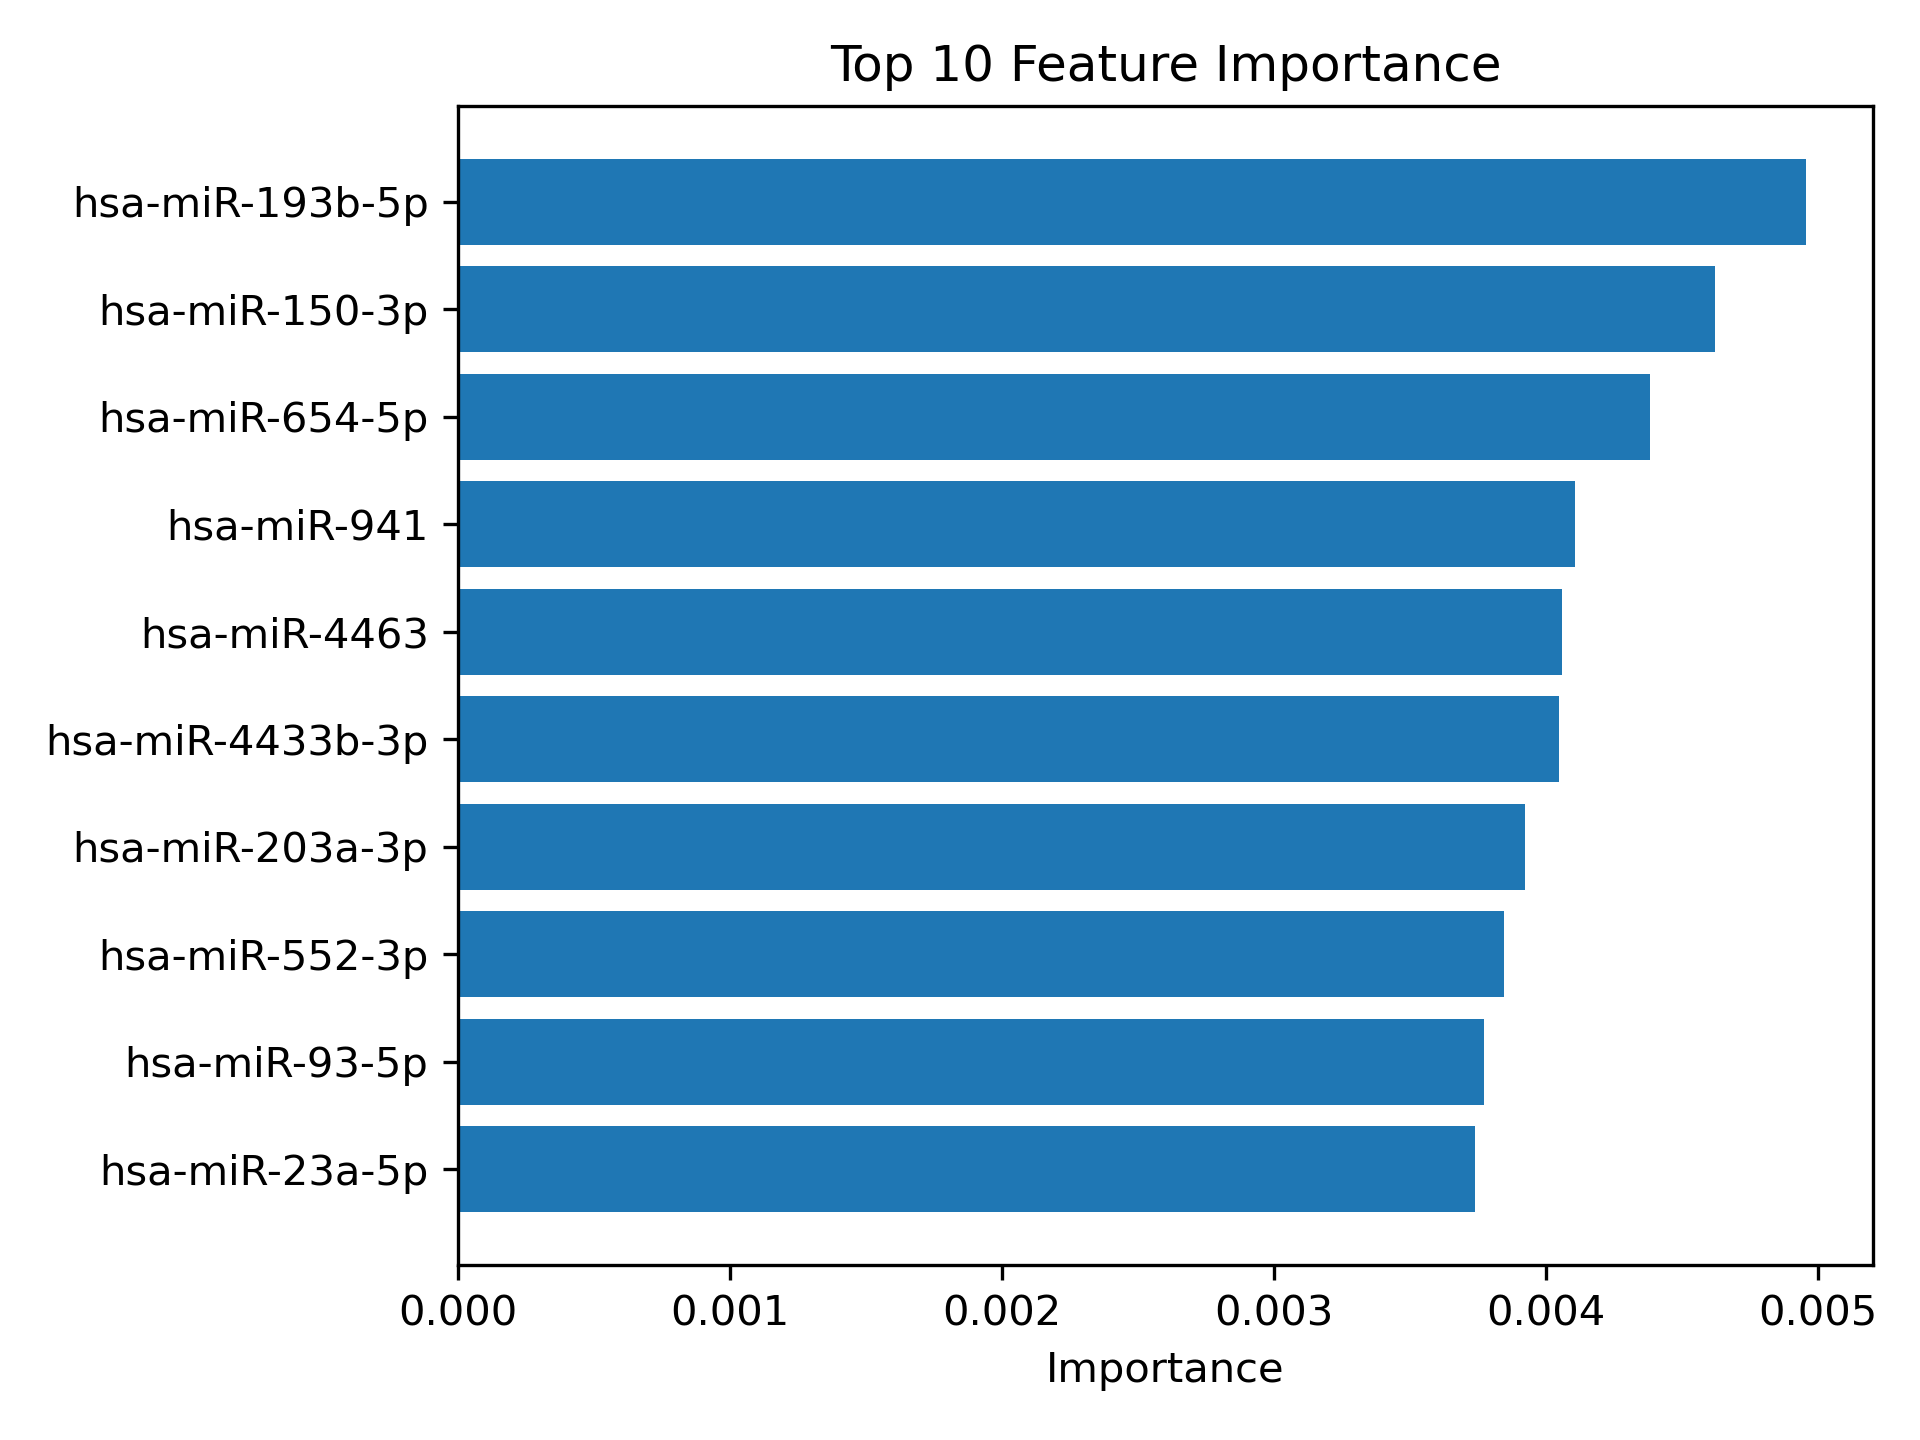 Top 10 Feature Importance
hsa-miR-193b-5p
hsa-miR-150-3p
hsa-miR-654-5p
hsa-miR-941
hsa-miR-4463
hsa-miR-4433b-3p
hsa-miR-203a-3p
hsa-miR-552-3p
hsa-miR-93-5p
hsa-miR-23a-5p
0.000 0.001 0.002 0.003 0.004 0.005
Importance